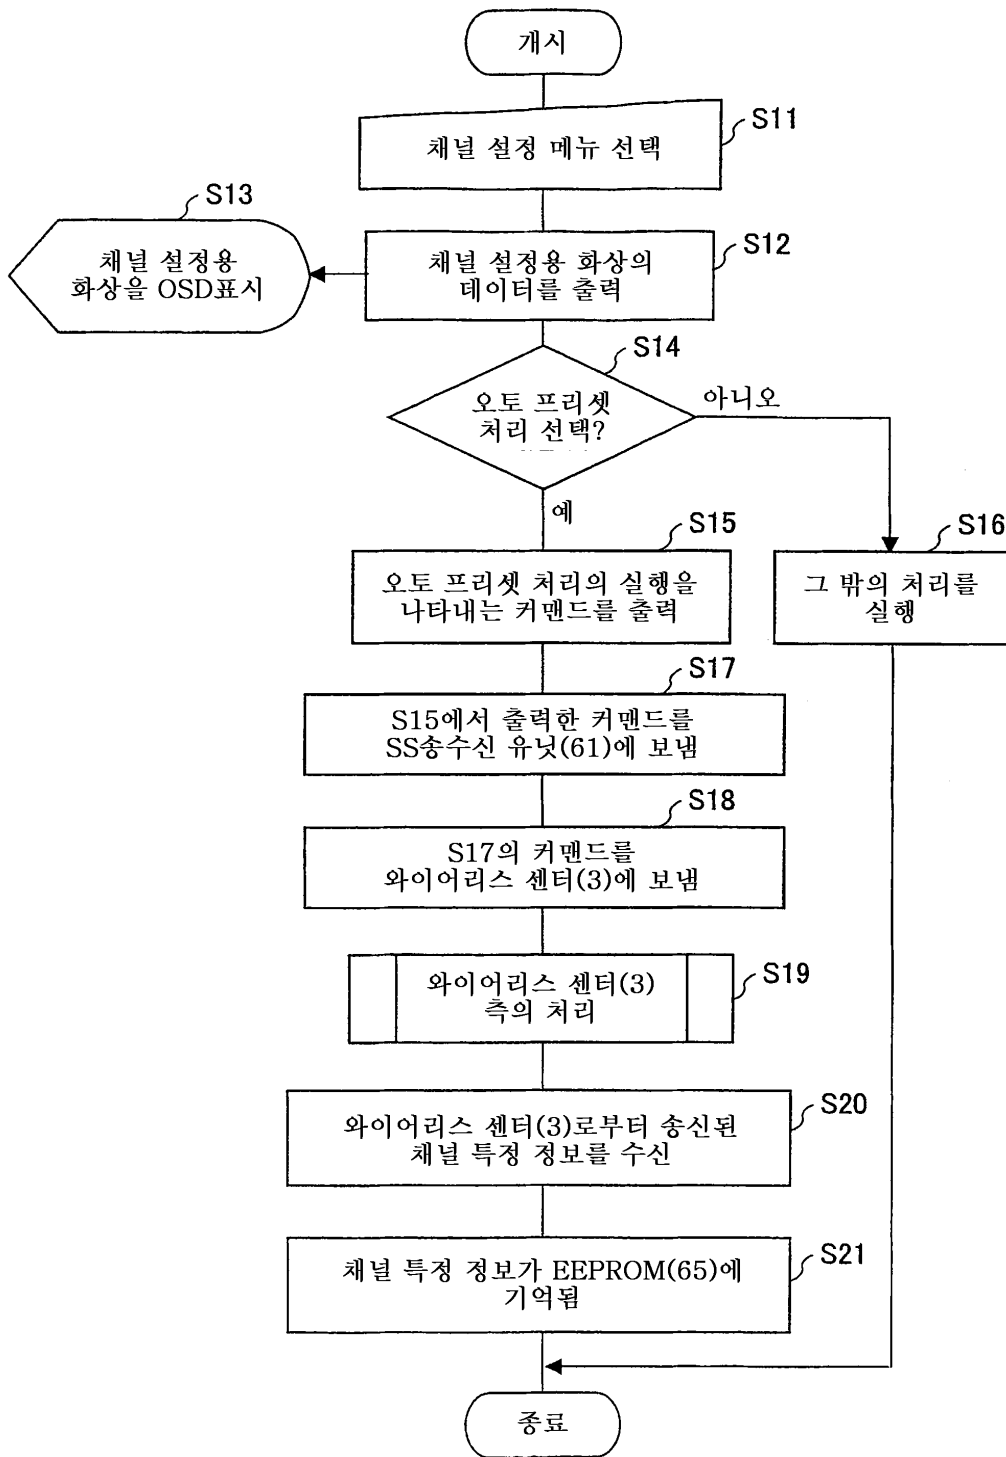 개시
S11
채널 설정 메뉴 선택
S13
채널 설정용
화상을 OSD표시
S12
채널 설정용 화상의
데이터를 출력
S14
오토 프리셋
처리 선택?
아니오
예
S15
오토 프리셋 처리의 실행을
나타내는 커맨드를 출력
S16
그 밖의 처리를
실행
S17
S15에서 출력한 커맨드를
SS송수신 유닛(61)에 보냄
S18
S17의 커맨드를
와이어리스 센터(3)에 보냄
S19
와이어리스 센터(3)
측의 처리
S20
와이어리스 센터(3)로부터 송신된
채널 특정 정보를 수신
S21
채널 특정 정보가 EEPROM(65)에
기억됨
종료